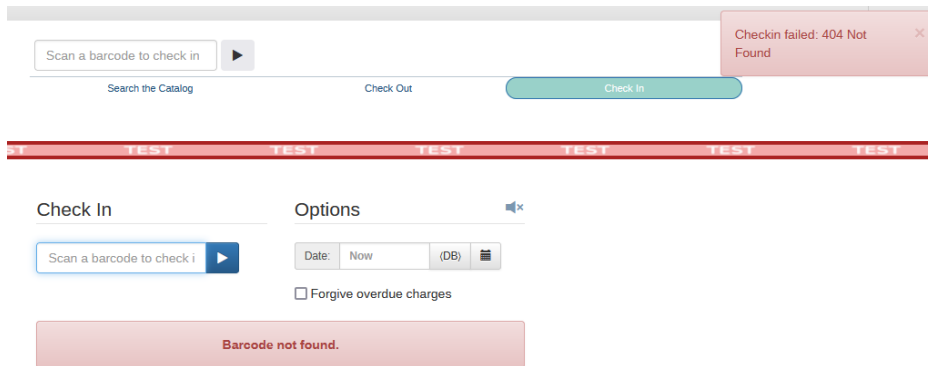 Checkin failed: 404 Not
Found
×
Scan a barcode to check in
Search the Catalog
Check Out
Check In
TEST TEST TEST TEST TEST TEST
Check In
Options
Scan a barcode to check i
Date:
Now
(DB)
Forgive overdue charges
Barcode not found.